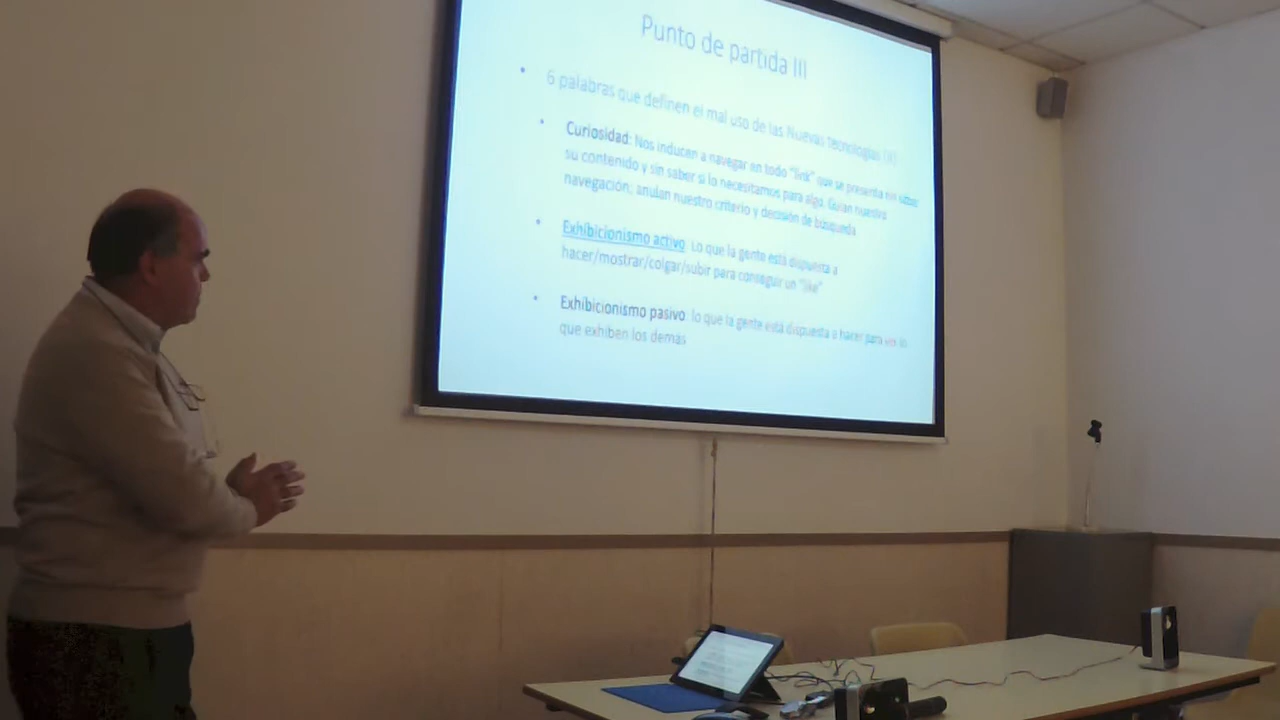 Punto de partida III
• 6 palabras que definen el mal uso de las Nuevas tecnologías (II)
• Curiosidad: Nos inducen a navegar en todo "link" que se presenta sin saber
su contenido y sin saber si lo necesitamos para algo. Guían nuestro
navegación; anulan nuestro criterio y decisión de búsqueda
• Exhibicionismo activo Lo que la gente está dispuesta a
hacer/mostrar/colgar/subir para conseguir un "like"
• Exhibicionismo pasivo lo que la gente está dispuesta a hacer para ver lo
que exhiben los demás